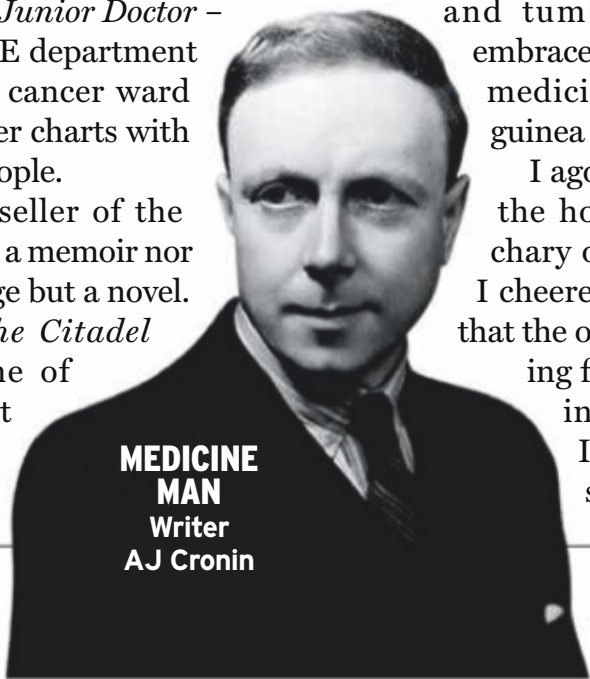 Junior Doctor –
E department
cancer ward
er charts with
ople.
seller of the
a memoir nor
ge but a novel.
he Citadel
ne of
t
MEDICINE
MAN
Writer
AJ Cronin
and tum
embrace
medici
guinea
I ago
the ho
chary o
I cheere
that the o
ing f
in
I
s